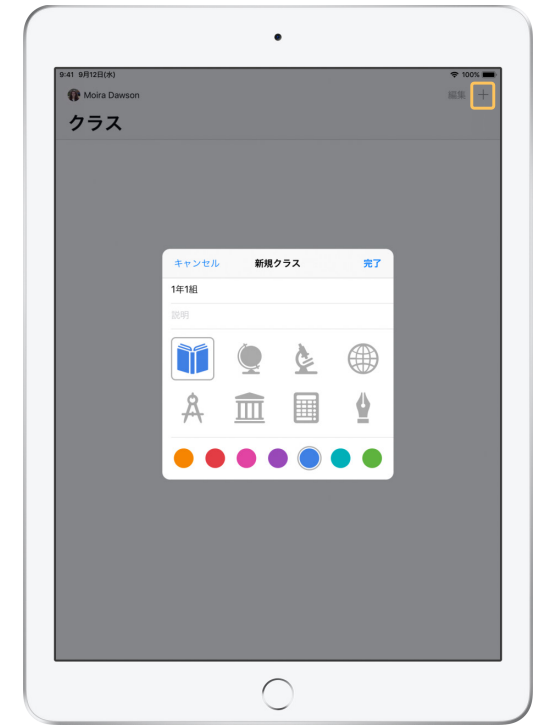 9:41 9月12日(水) 100%
Moira Dawson 編集
クラス
キャンセル 新規クラス 完了
1年1組
説明